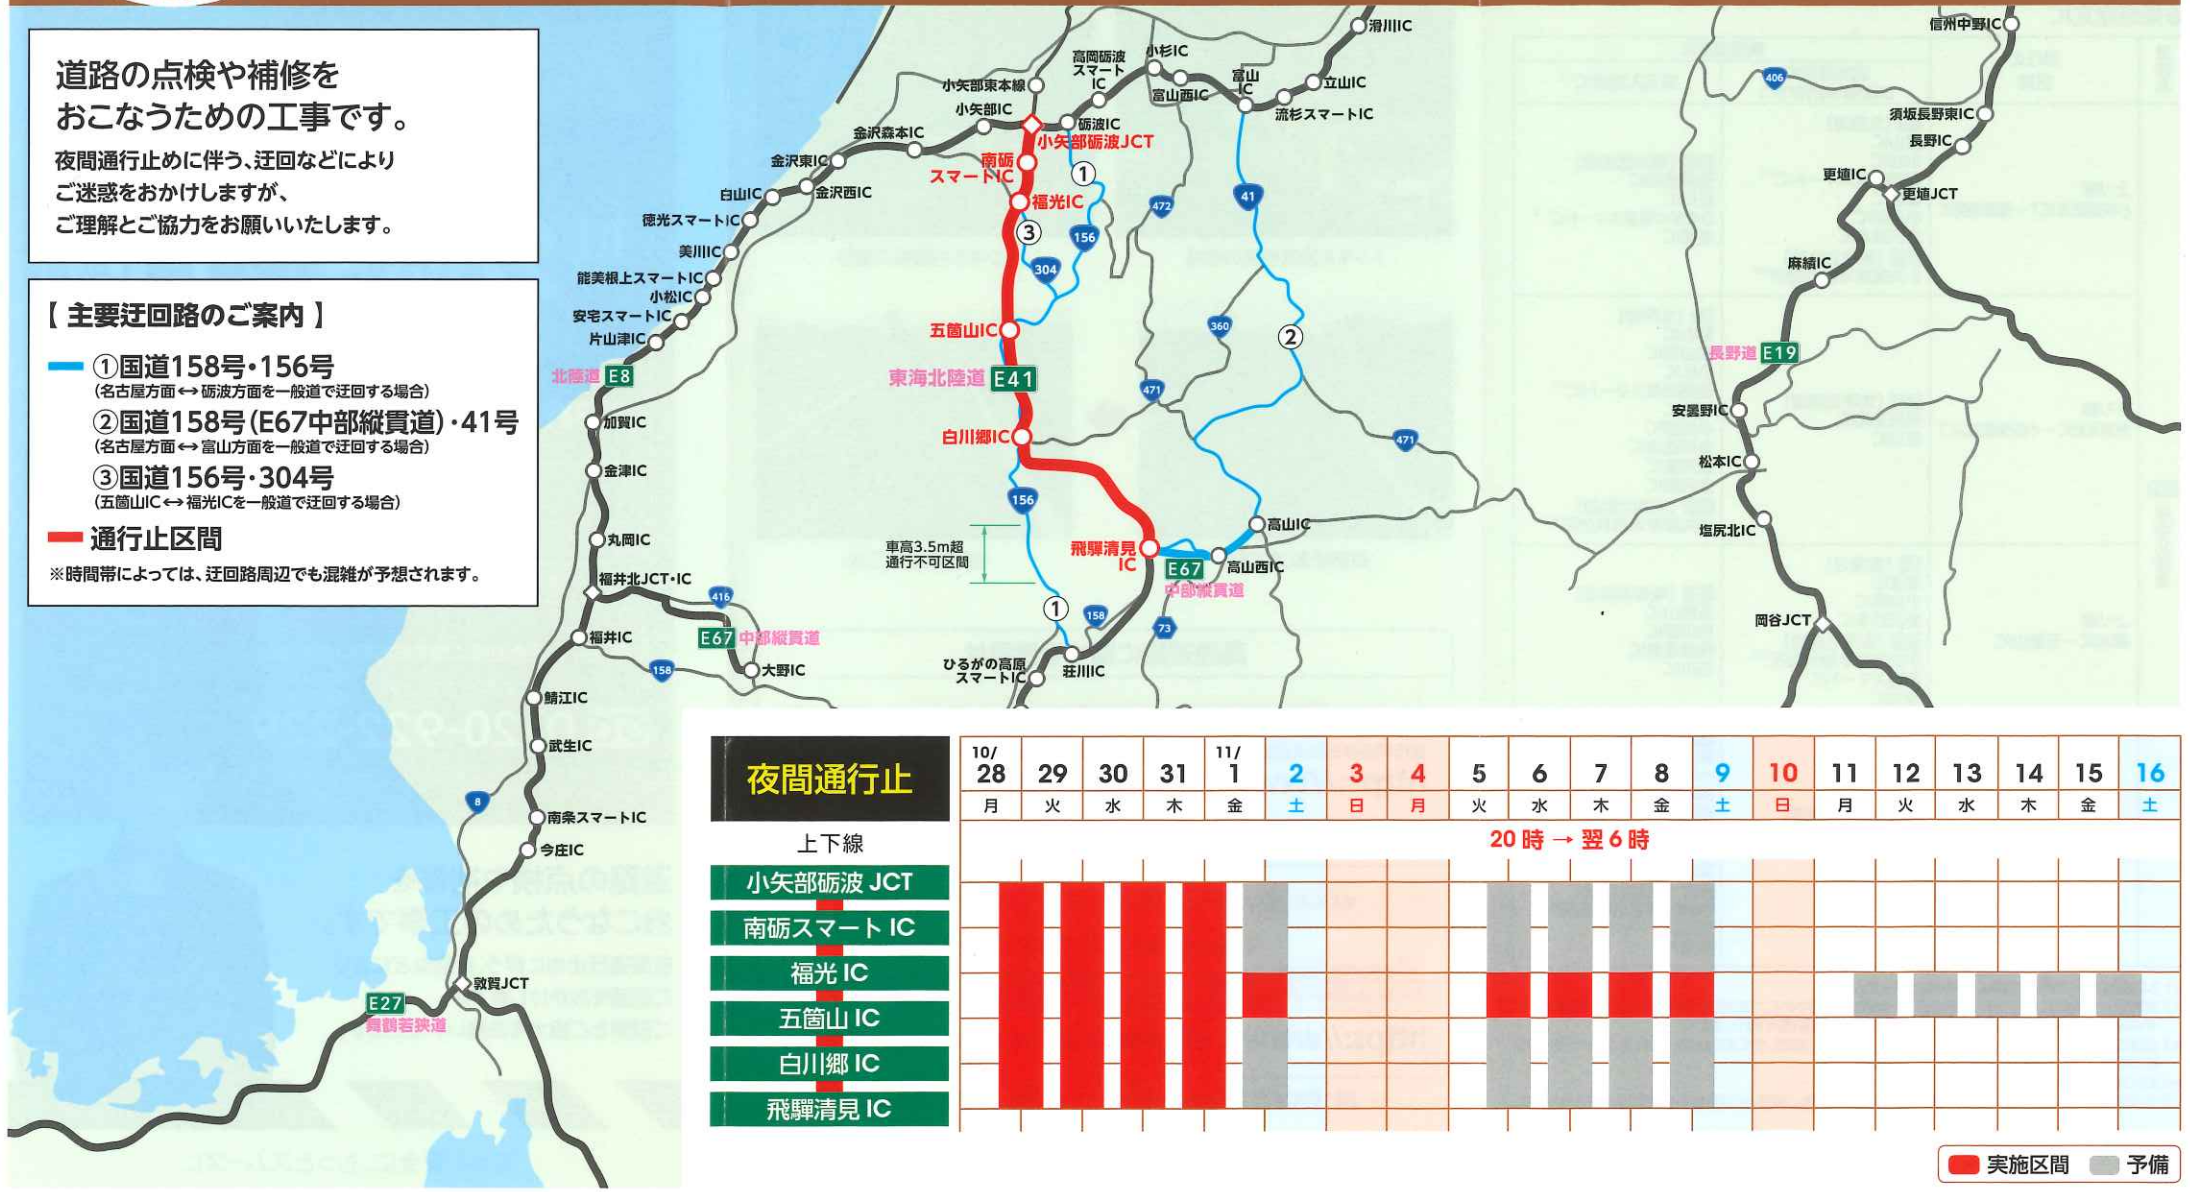 道路の点検や補修を
おこなうための工事です。
夜間通行止めに伴う、迂回などにより
ご迷惑をおかけしますが、
ご理解とご協力をお願いいたします。
【 主要迂回路のご案内 】
①国道158号・156号
(名古屋方面↔砺波方面を一般道で迂回する場合)
②国道158号(E67中部縦貫道)・41号
(名古屋方面↔富山方面を一般道で迂回する場合)
③国道156号・304号
(五箇山IC↔福光ICを一般道で迂回する場合)
通行止区間
※時間帯によっては、迂回路周辺でも混雑が予想されます。
滑川IC
立山IC
流杉スマートIC
富山
IC
富山西IC
小杉IC
高岡砺波
スマート
IC
砺波IC
小矢部東本線
小矢部IC
小矢部砺波JCT
金沢森本IC
金沢東IC
金沢西IC
白山IC
徳光スマートIC
美川IC
能美根上スマートIC
小松IC
安宅スマートIC
片山津IC
北陸道 E8
加賀IC
金津IC
丸岡IC
福井北JCT・IC
416
E67 中部縦貫道
大野IC
158
福井IC
鯖江IC
武生IC
8
南条スマートIC
今庄IC
敦賀JCT
E27
舞鶴若狭道
南砺
スマートIC
福光IC
①
③
156
304
472
41
②
360
471
471
五箇山IC
東海北陸道 E41
白川郷IC
156
車高3.5m超
通行不可区間
飛驒清見
IC
E67
中部縦貫道
高山IC
高山西IC
①
158
73
荘川IC
ひるがの高原
スマートIC
信州中野IC
406
須坂長野東IC
長野IC
更埴IC
更埴JCT
麻績IC
長野道 E19
安曇野IC
松本IC
塩尻北IC
岡谷JCT
夜間通行止
10/ 11/
28 29 30 31 1 2 3 4 5 6 7 8 9 10 11 12 13 14 15 16
月 火 水 木 金 土 日 月 火 水 木 金 土 日 月 火 水 木 金 土
上下線
20時→翌6時
小矢部砺波 JCT
南砺スマート IC
福光 IC
五箇山 IC
白川郷 IC
飛驒清見 IC
実施区間 予備